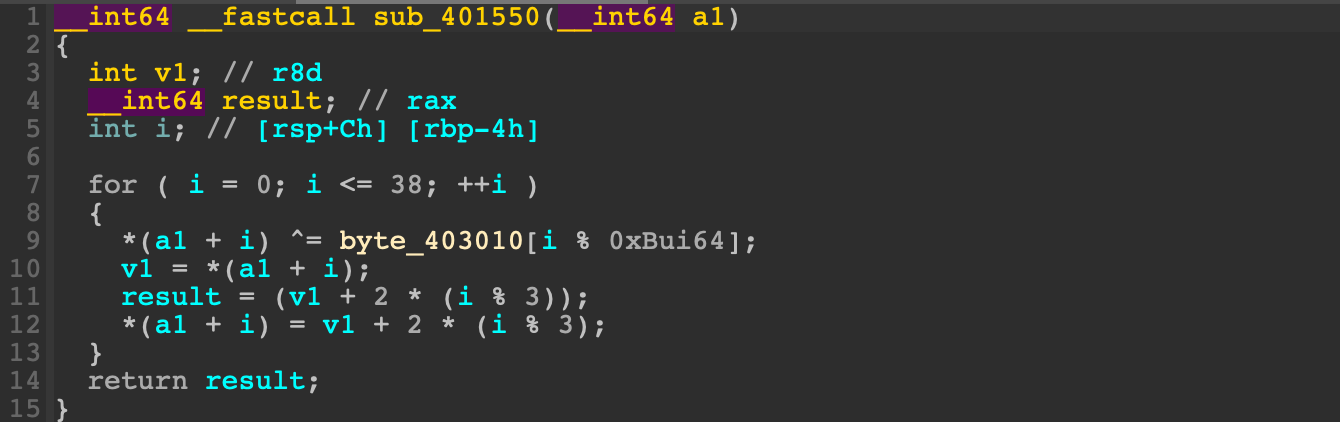 1 __int64 __fastcall sub_401550(__int64 a1)
2 {
3 int v1; // r8d
4 __int64 result; // rax
5 int i; // [rsp+Ch] [rbp-4h]
6
7 for ( i = 0; i <= 38; ++i )
8 {
9 *(a1 + i) ^= byte_403010[i % 0xBui64];
10 v1 = *(a1 + i);
11 result = (v1 + 2 * (i % 3));
12 *(a1 + i) = v1 + 2 * (i % 3);
13 }
14 return result;
15 }